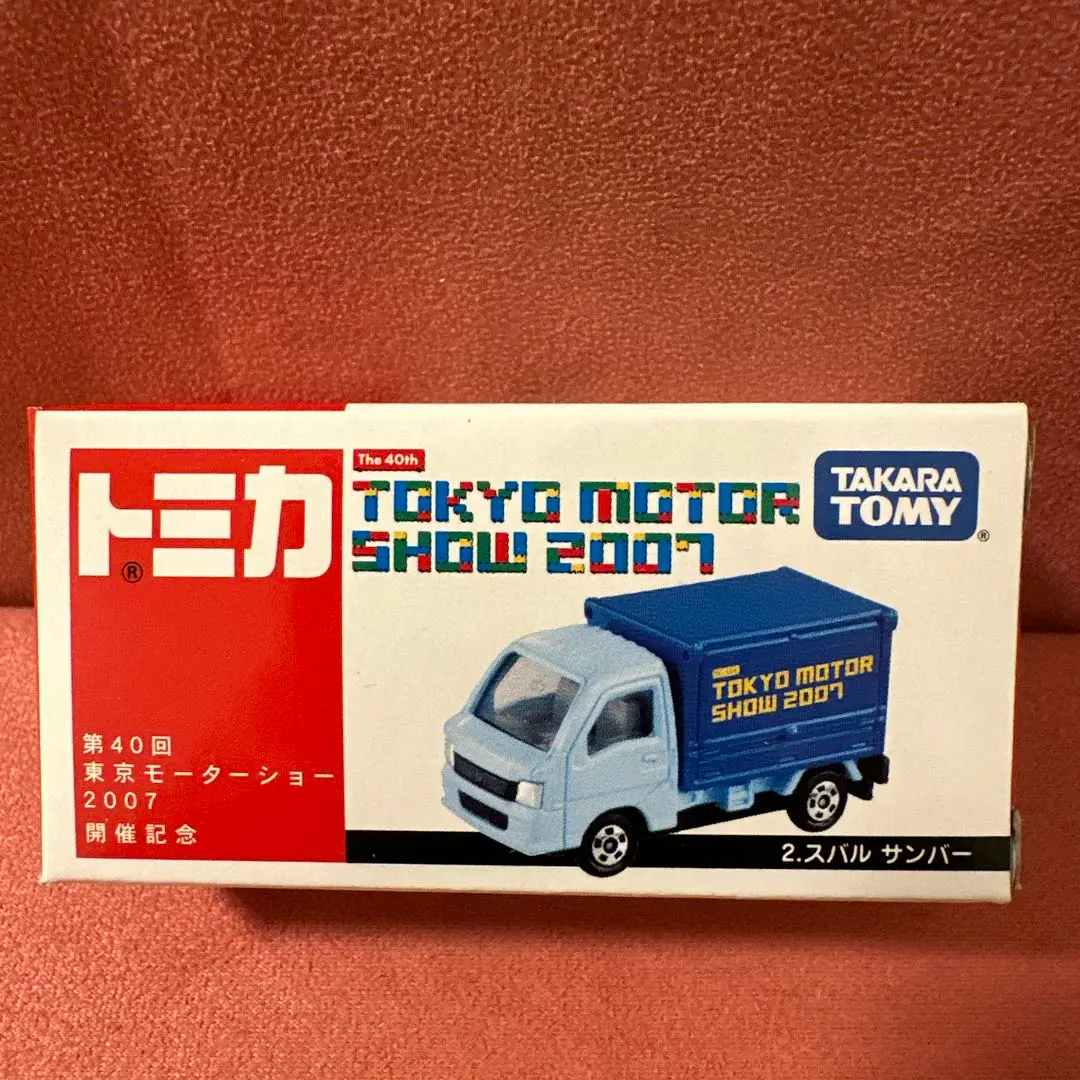 トミカ
®
The 40th
TOKYO MOTOR
SHOW 2007
TAKARA
TOMY
®
TOKYO MOTOR
SHOW 2007
第40回
東京モーターショー
2007
開催記念
2.スバル サンバー